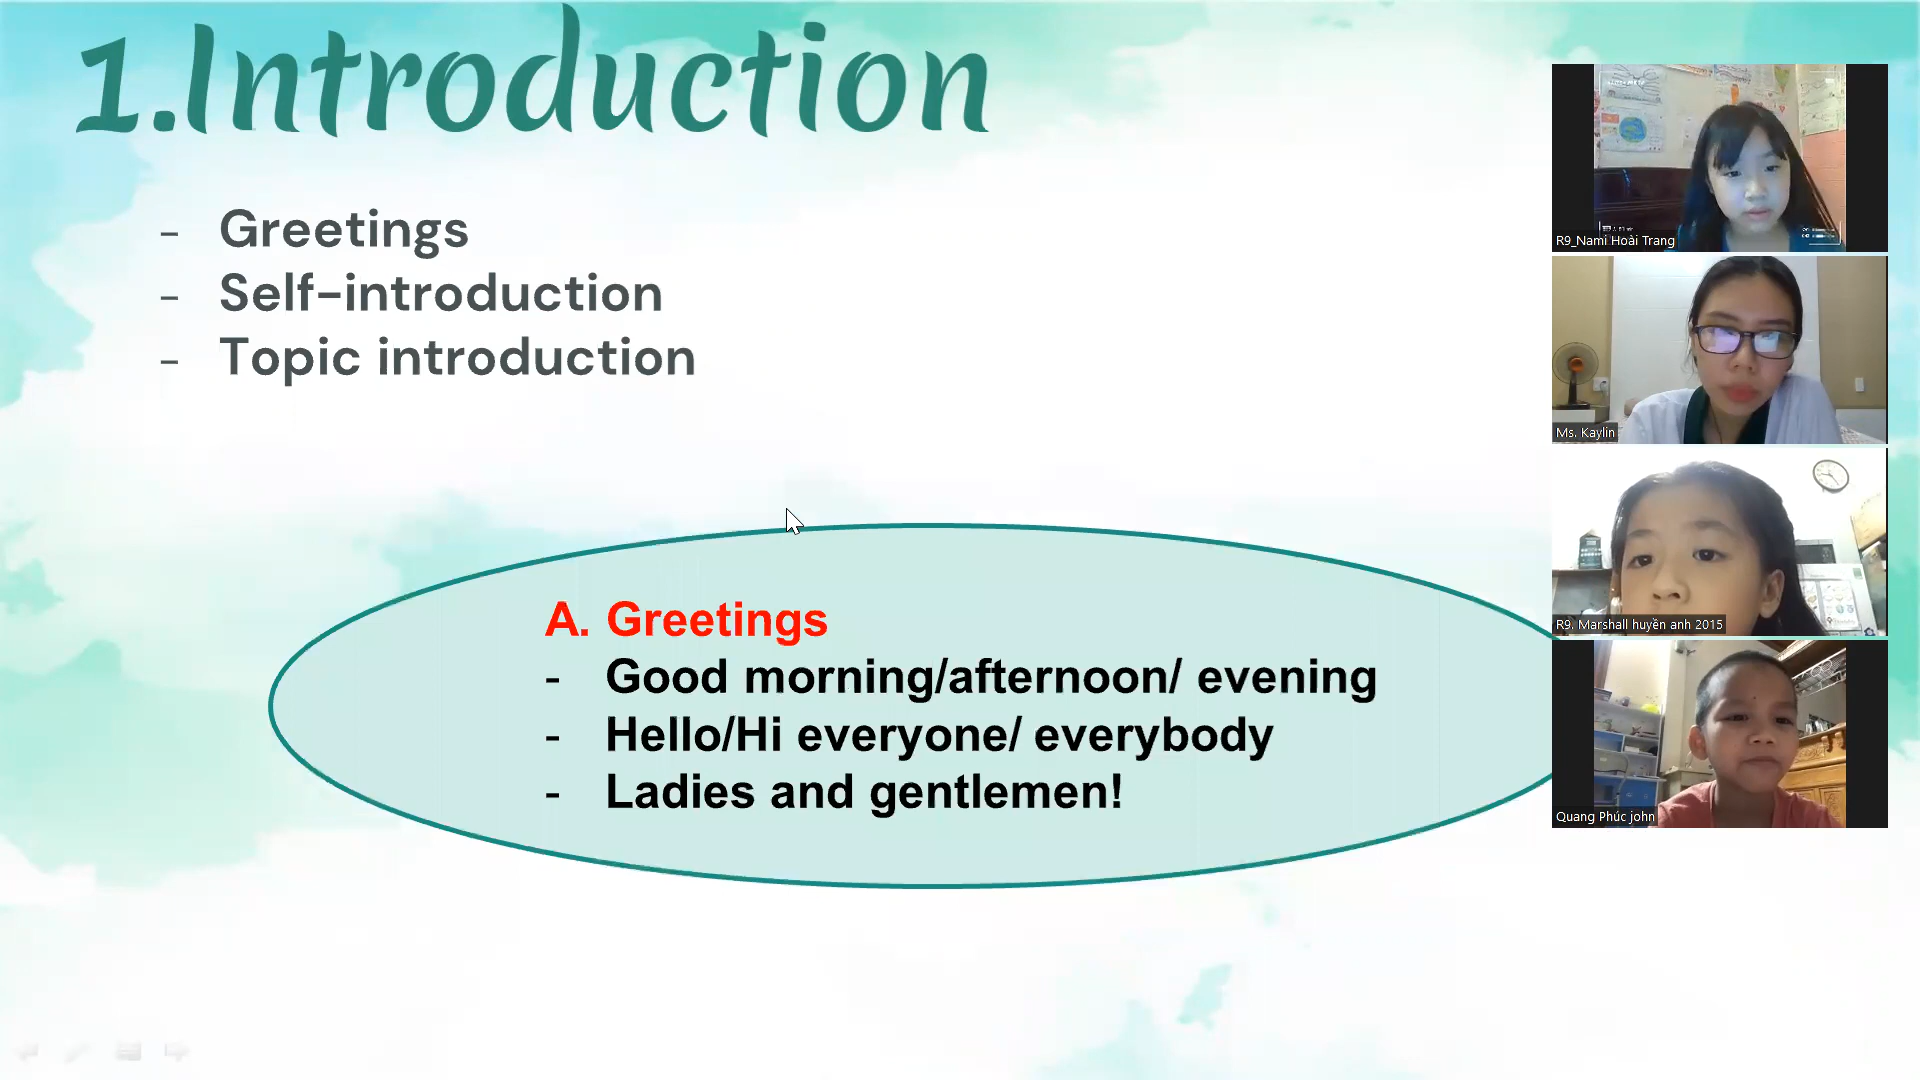 1.Introduction
- Greetings
- Self-introduction
- Topic introduction
A. Greetings
- Good morning/afternoon/ evening
- Hello/Hi everyone/ everybody
- Ladies and gentlemen!
R9_Nami Hoài Trang
Ms. Kaylin
R9. Marshall huyền anh 2015
Quang Phúc john